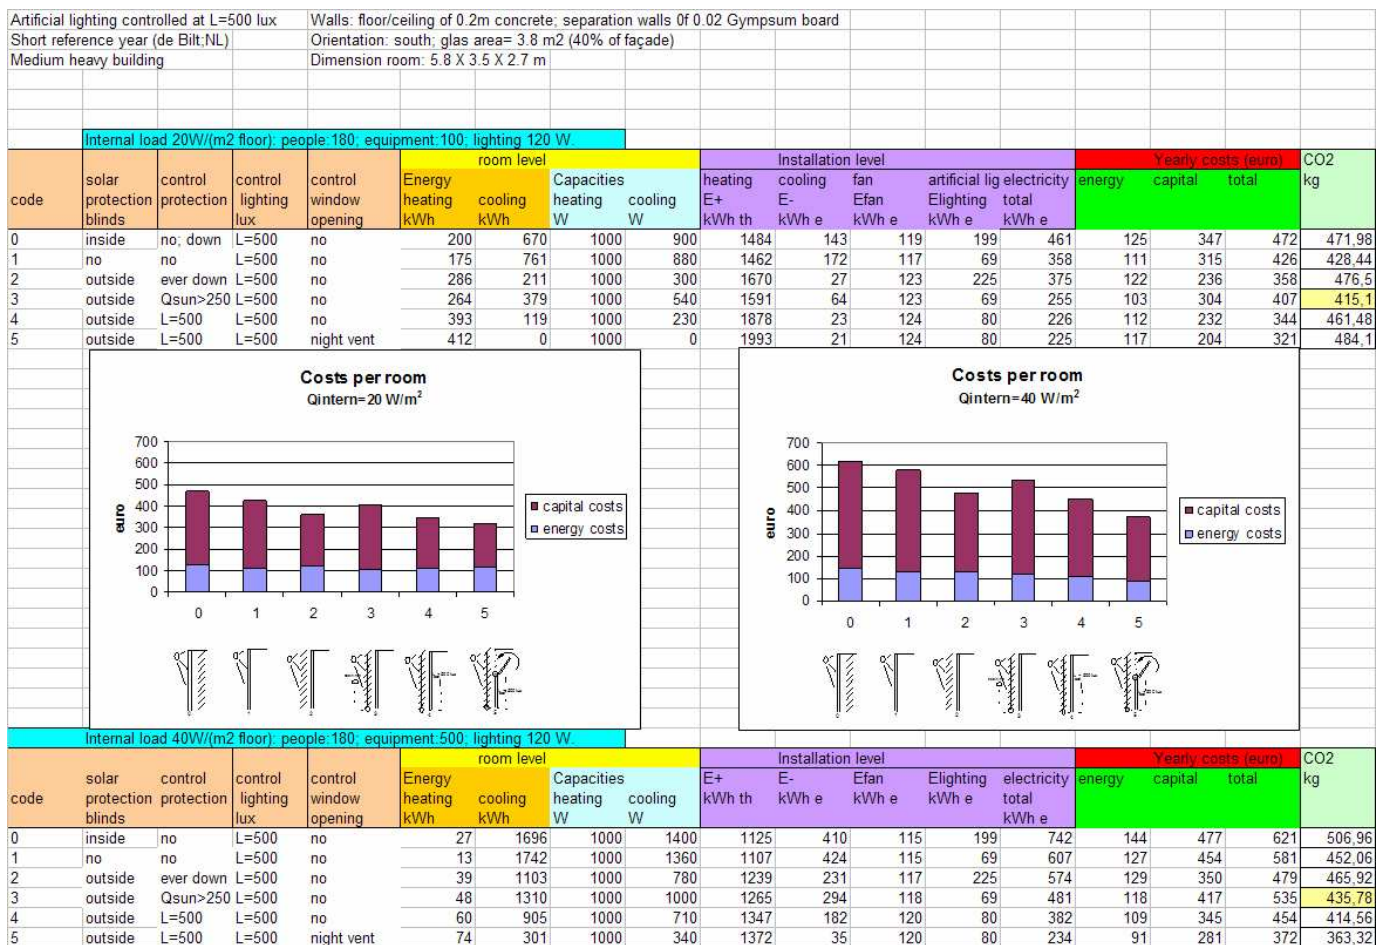 Artificial lighting controlled at L=500 lux Walls: floor/ceiling of 0.2m concrete; separation walls 0f 0.02 Gympsum board
Short reference year (de Bilt;NL) Orientation: south; glas area= 3.8 m2 (40% of façade)
Medium heavy building Dimension room: 5.8 X 3.5 X 2.7 m
Internal load 20W/(m2 floor): people:180; equipment:100; lighting 120 W.
room level Installation level Yearly costs (euro) CO2
solar control control control Energy Capacities heating cooling fan artificial lig electricity energy capital total kg
code protection protection lighting window heating cooling heating cooling E+ E- Efan Elighting total
blinds lux opening kWh kWh W W kWh th kWh e kWh e kWh e kWh e
0 inside no; down L=500 no 200 670 1000 900 1484 143 119 199 461 125 347 472 471,98
1 no no L=500 no 175 761 1000 880 1462 172 117 69 358 111 315 426 428,44
2 outside ever down L=500 no 286 211 1000 300 1670 27 123 225 375 122 236 358 476,5
3 outside Qsun>250 L=500 no 264 379 1000 540 1591 64 123 69 255 103 304 407 415,1
4 outside L=500 L=500 no 393 119 1000 230 1878 23 124 80 226 112 232 344 461,48
5 outside L=500 L=500 night vent 412 0 1000 0 1993 21 124 80 225 117 204 321 484,1
Costs per room
Qintern=20 W/m²
700
600
500
400
300
200
100
0
euro
0 1 2 3 4 5
capital costs
energy costs
Costs per room
Qintern=40 W/m²
700
600
500
400
300
200
100
0
euro
0 1 2 3 4 5
capital costs
energy costs
Internal load 40W/(m2 floor): people:180; equipment:500; lighting 120 W.
room level Installation level Yearly costs (euro) CO2
solar control control control Energy Capacities E+ E- Efan Elighting electricity energy capital total kg
code protection protection lighting window heating cooling heating cooling kWh th kWh e kWh e kWh e total
blinds lux opening kWh kWh W W kWh e
0 inside no L=500 no 27 1696 1000 1400 1125 410 115 199 742 144 477 621 506,96
1 no no L=500 no 13 1742 1000 1360 1107 424 115 69 607 127 454 581 452,06
2 outside ever down L=500 no 39 1103 1000 780 1239 231 117 225 574 129 350 479 465,92
3 outside Qsun>250 L=500 no 48 1310 1000 1000 1265 294 118 69 481 118 417 535 435,78
4 outside L=500 L=500 no 60 905 1000 710 1347 182 120 80 382 109 345 454 414,56
5 outside L=500 L=500 night vent 74 301 1000 340 1372 35 120 80 234 91 281 372 363,32